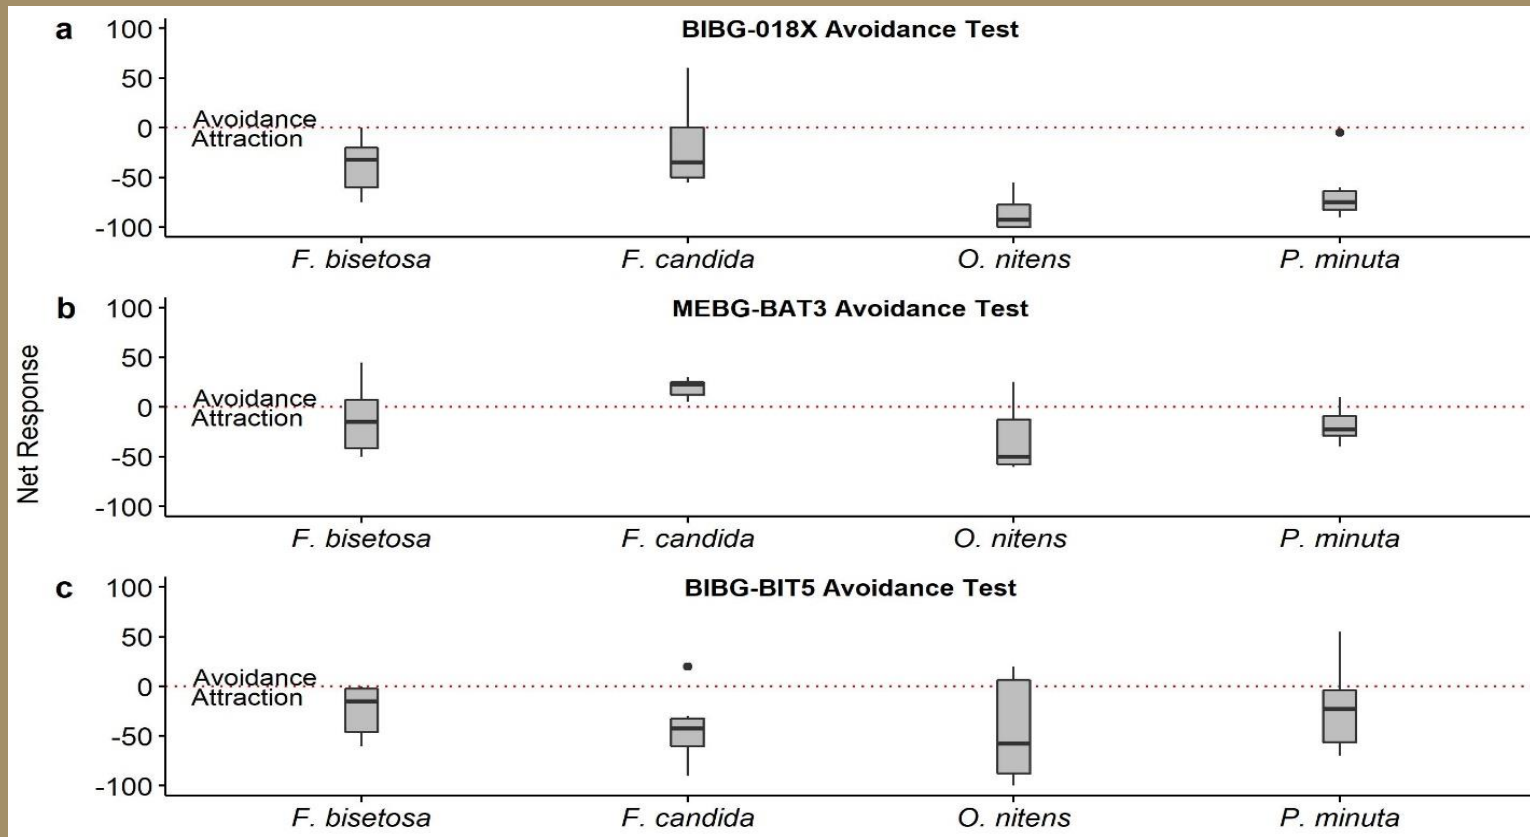 a
BIBG-018X Avoidance Test
100
50
0
-50
-100
Avoidance
Attraction
F. bisetosa F. candida O. nitens P. minuta
Net Response
b
MEBG-BAT3 Avoidance Test
100
50
0
-50
-100
Avoidance
Attraction
F. bisetosa F. candida O. nitens P. minuta
c
BIBG-BIT5 Avoidance Test
100
50
0
-50
-100
Avoidance
Attraction
F. bisetosa F. candida O. nitens P. minuta